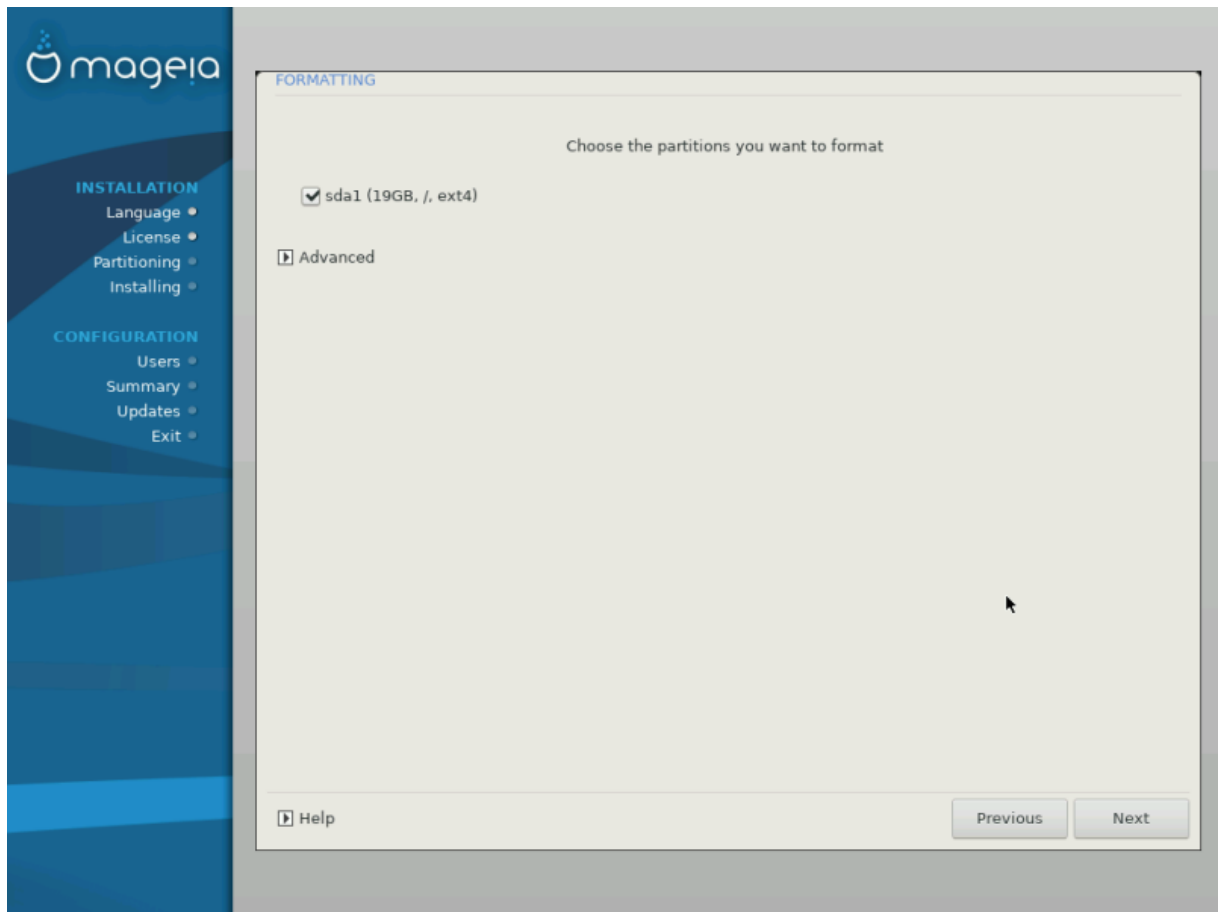 mageia
INSTALLATION
Language
License
Partitioning
Installing
CONFIGURATION
Users
Summary
Updates
Exit
FORMATTING
Choose the partitions you want to format
sda1 (19GB, /, ext4)
Advanced
Help
Previous
Next